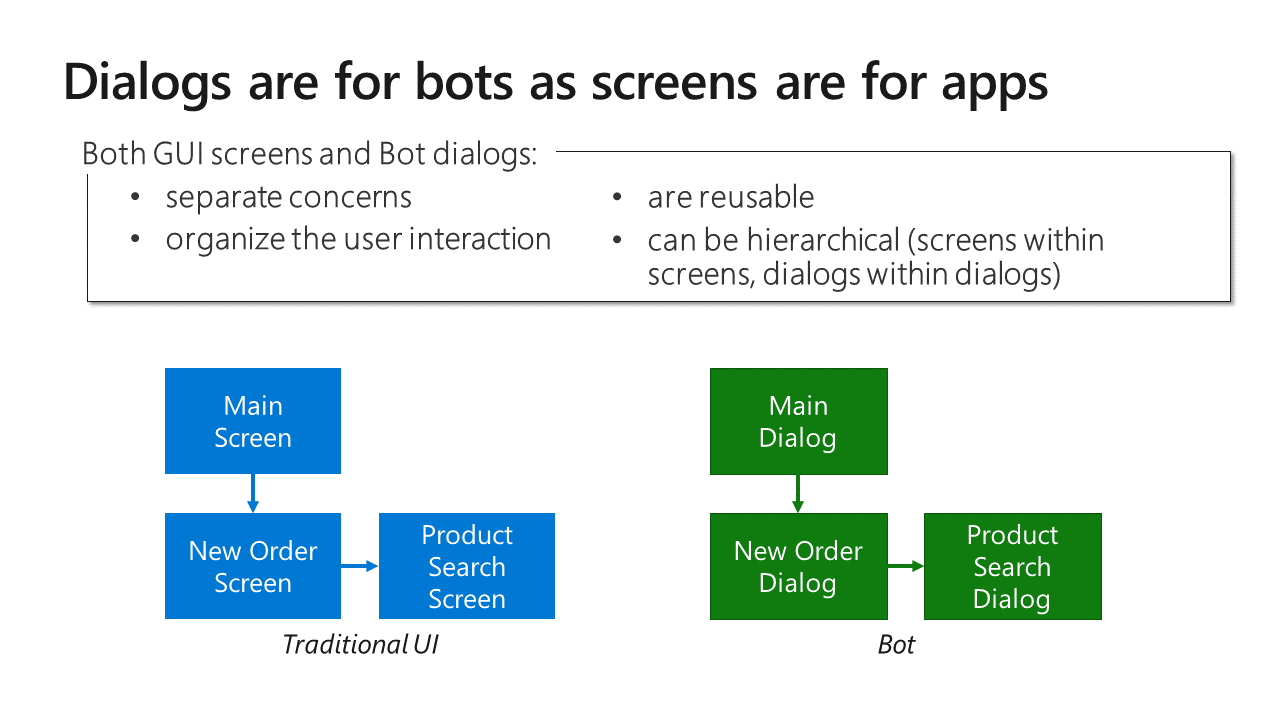 Dialogs are for bots as screens are for apps
Both GUI screens and Bot dialogs:
• separate concerns
• organize the user interaction
• are reusable
• can be hierarchical (screens within
screens, dialogs within dialogs)
Main
Screen
New Order
Screen
Product
Search
Screen
Traditional UI
Main
Dialog
New Order
Dialog
Product
Search
Dialog
Bot